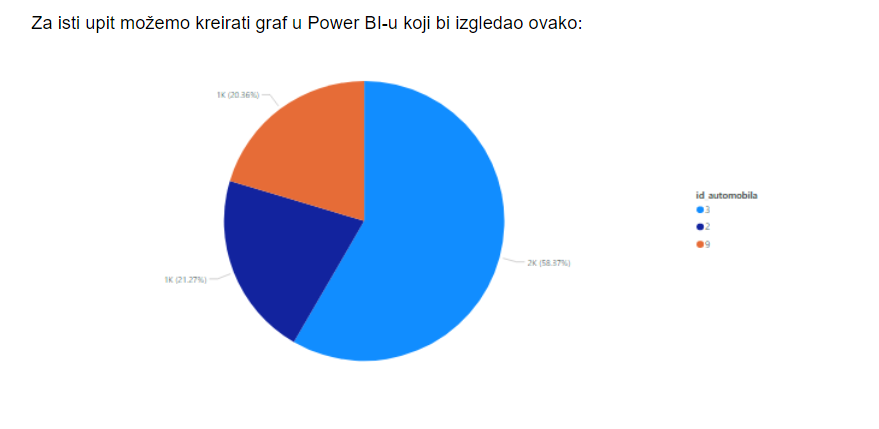 Za isti upit možemo kreirati graf u Power BI-u koji bi izgledao ovako:
1K (20.36%)
id automobila
3
2
9
2K (58.37%)
1K (21.27%)